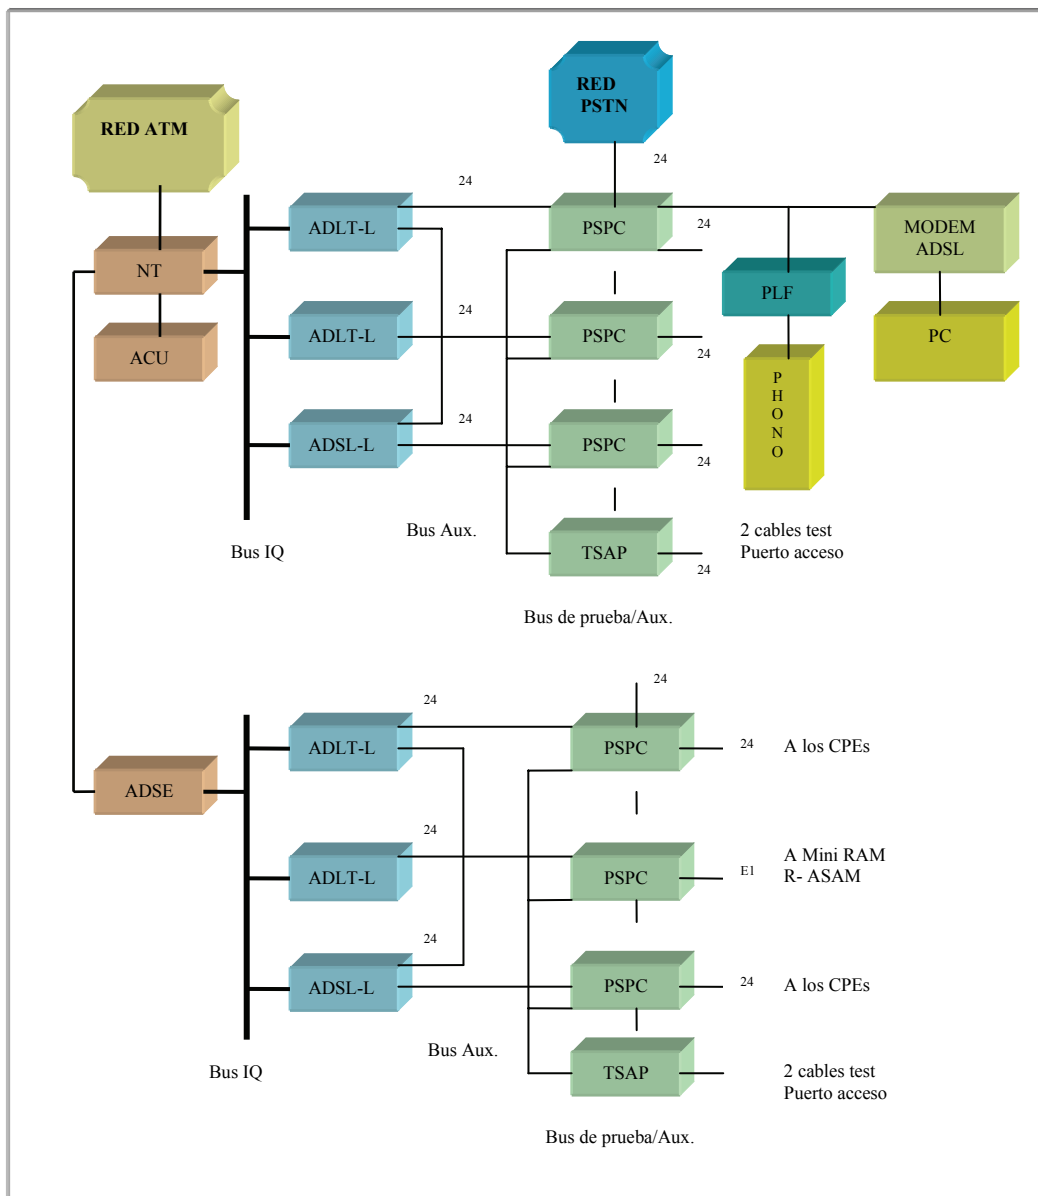 RED
PSTN
RED ATM
24
24
ADLT-L
PSPC
24
MODEM
ADSL
NT
PLF
24
ADLT-L
PSPC
24
ACU
PC
P
H
O
N
O
24
ADSL-L
PSPC
24
Bus IQ
Bus Aux.
2 cables test
Puerto acceso
TSAP
24
Bus de prueba/Aux.
24
24
ADLT-L
PSPC
24
A los CPEs
ADSE
24
ADLT-L
PSPC
E1
A Mini RAM
R- ASAM
24
ADSL-L
PSPC
24
A los CPEs
Bus Aux.
Bus IQ
TSAP
2 cables test
Puerto acceso
Bus de prueba/Aux.